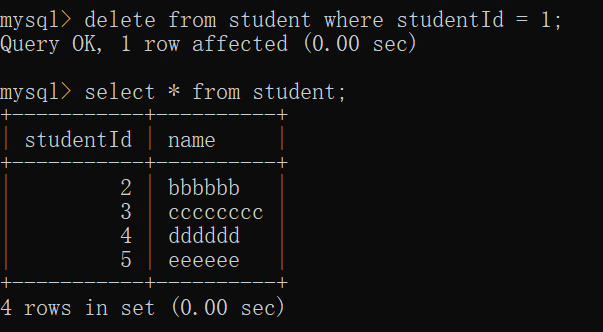 mysql> delete from student where studentId = 1;
Query OK, 1 row affected (0.00 sec)
mysql> select * from student;
+-----------+----------+
| studentId | name     |
+-----------+----------+
|         2 | bbbbbb   |
|         3 | cccccccc |
|         4 | dddddd   |
|         5 | eeeeee   |
+-----------+----------+
4 rows in set (0.00 sec)